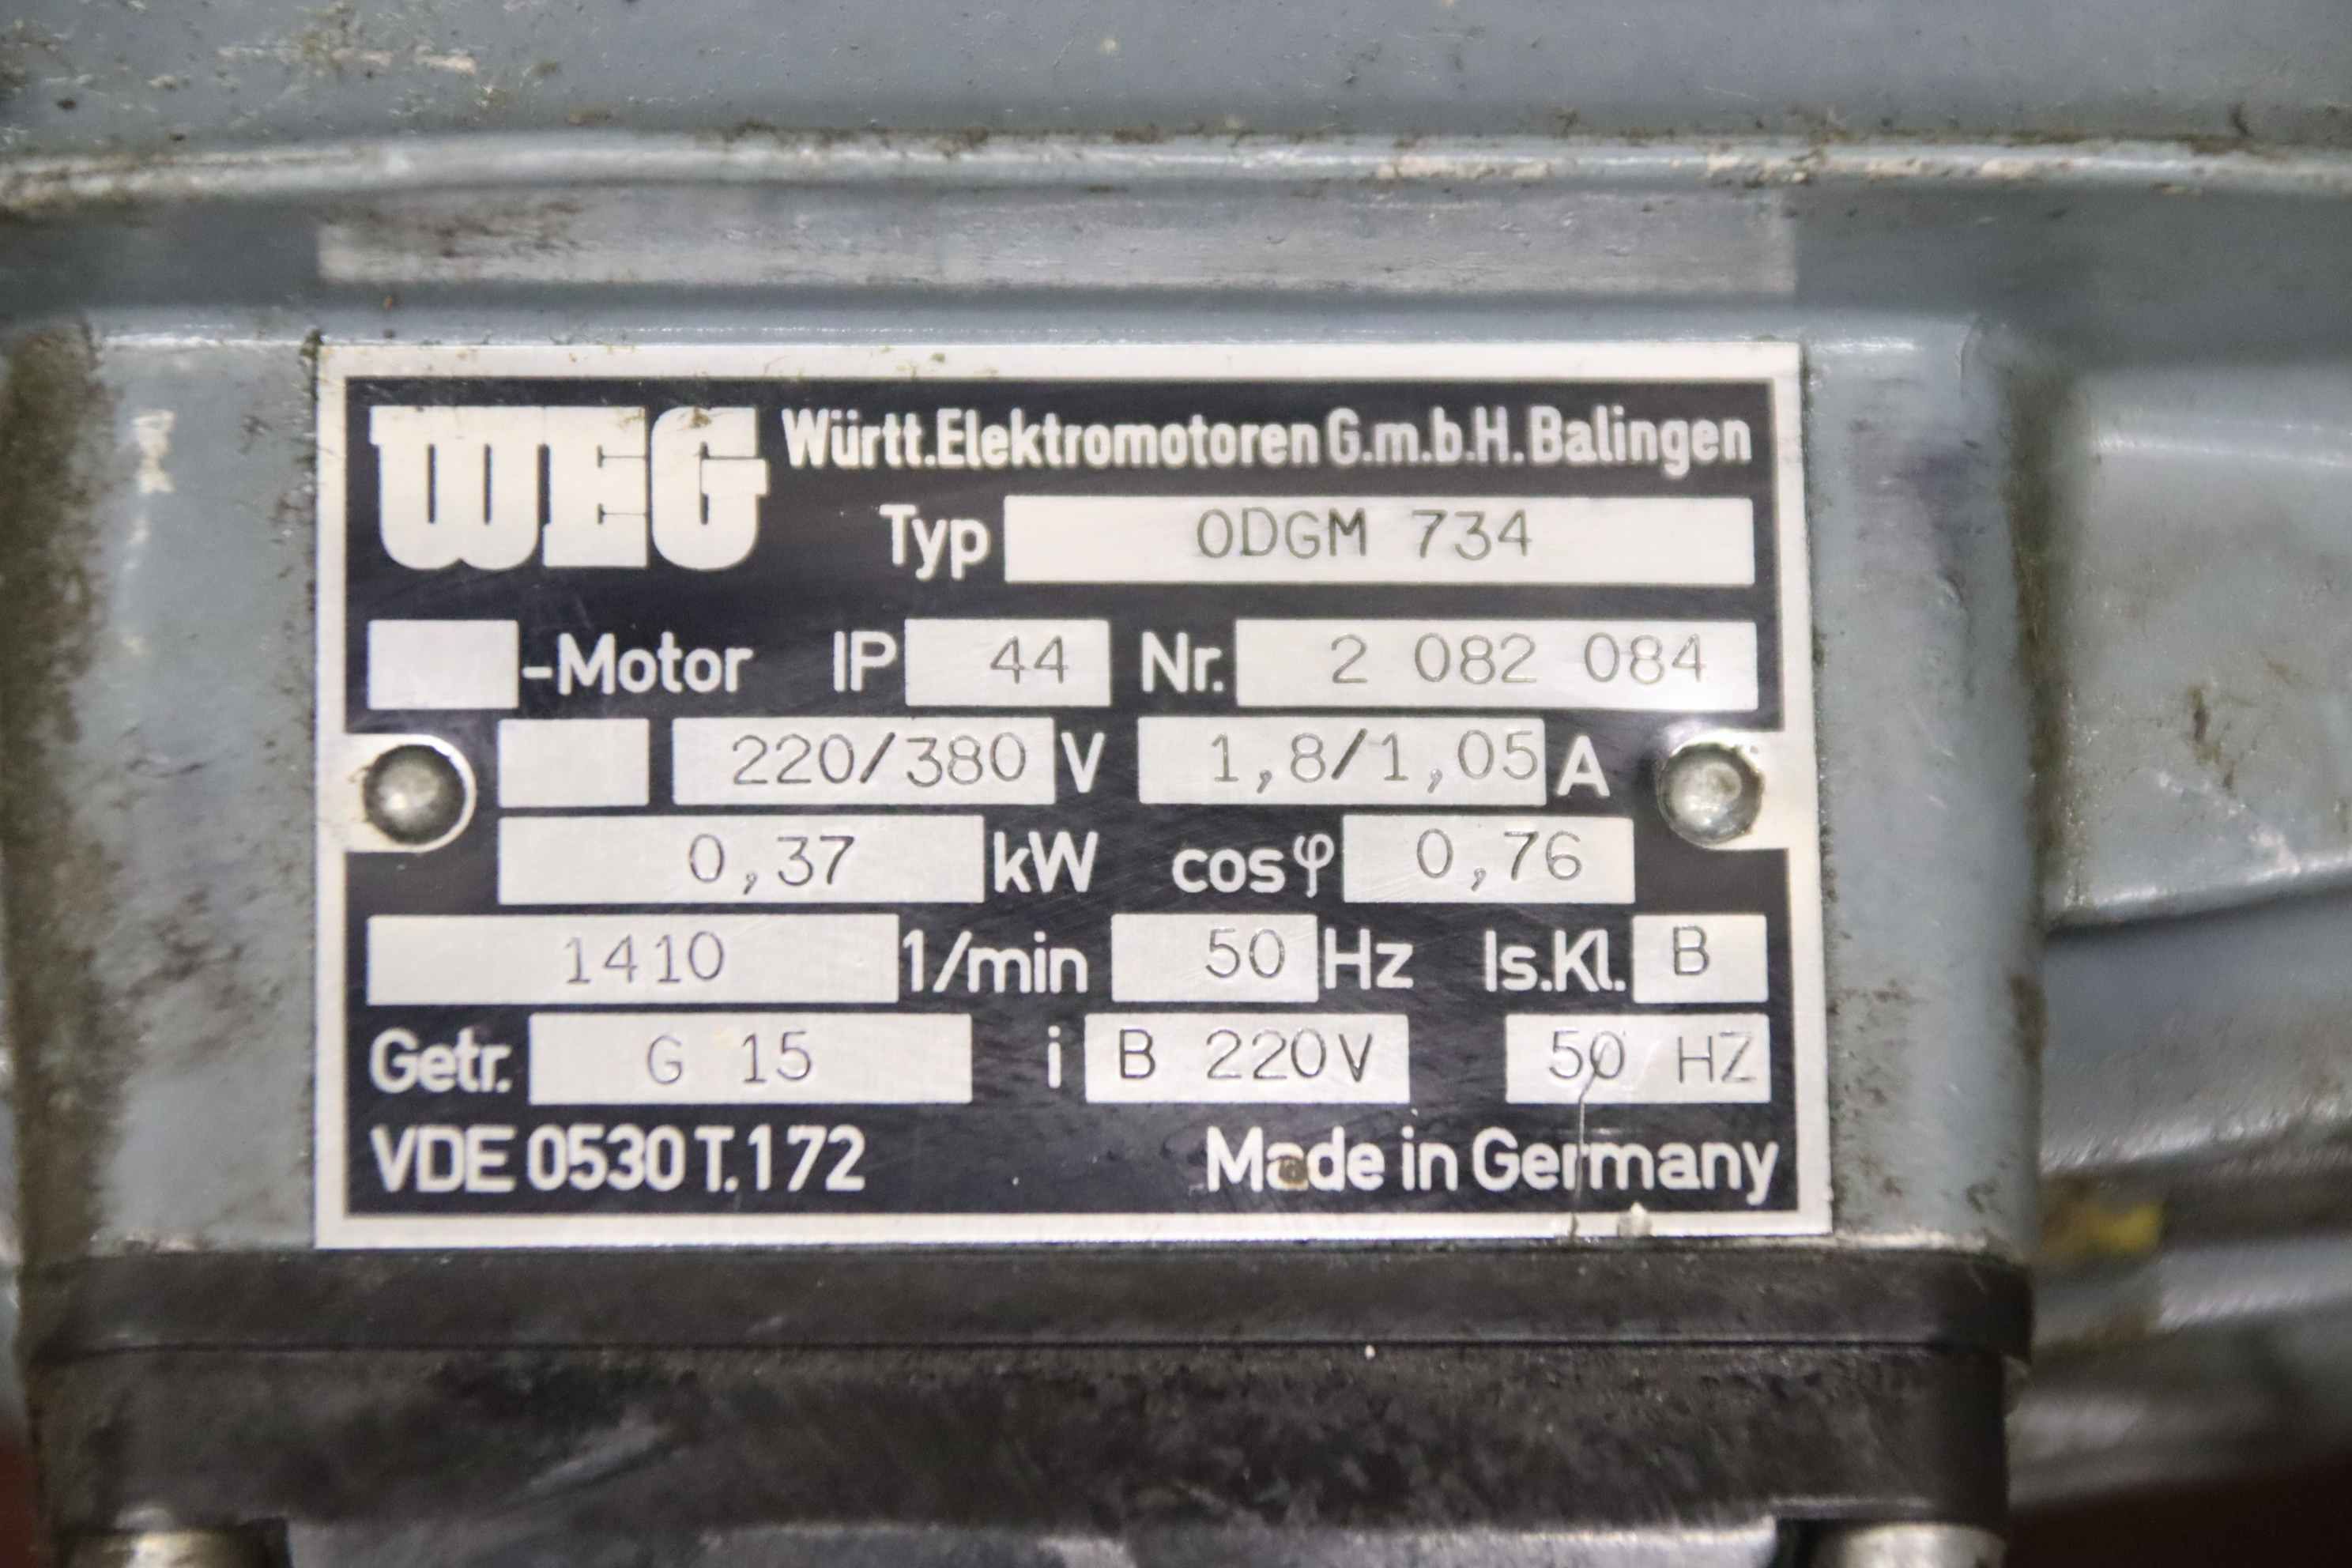 WEG Württ.Elektromotoren G.m.b.H. Balingen
Typ ODGM 734
-Motor IP 44 Nr. 2 082 084
220/380 V 1,8/1,05 A
0,37 kW cosφ 0,76
1410 1/min 50 Hz Is.Kl. B
Getr. G 15 i B 220V 50 HZ
VDE 0530 T.172 Made in Germany